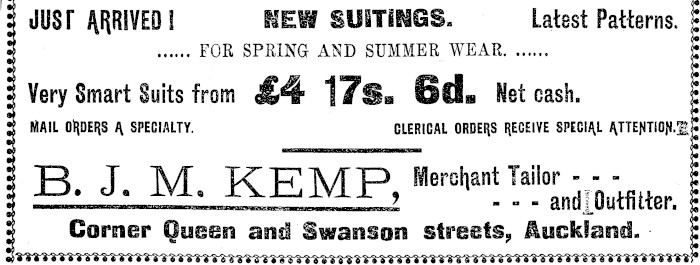 JUST ARRIVED! NEW SUITINGS. Latest Patterns.
...... FOR SPRING AND SUMMER WEAR. ......
Very Smart Suits from £4 17s. 6d. Net cash.
MAIL ORDERS A SPECIALTY. CLERICAL ORDERS RECEIVE SPECIAL ATTENTION.
B. J. M. KEMP, Merchant Tailor - - -
- - - and Outfitter.
Corner Queen and Swanson streets, Auckland.